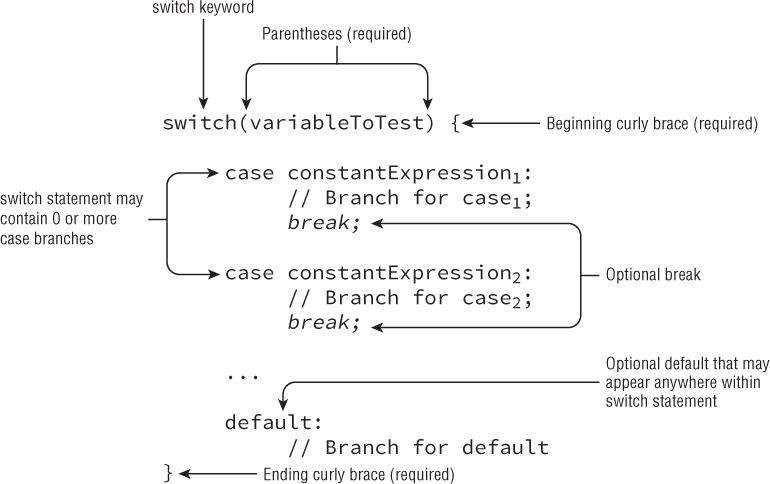 switch keyword
Parentheses (required)
switch(variableToTest) {
Beginning curly brace (required)
case constantExpression₁:
// Branch for case₁;
break;
switch statement may
contain 0 or more
case branches
case constantExpression₂:
// Branch for case₂;
break;
Optional break
...
Optional default that may
appear anywhere within
switch statement
default:
// Branch for default
}
Ending curly brace (required)